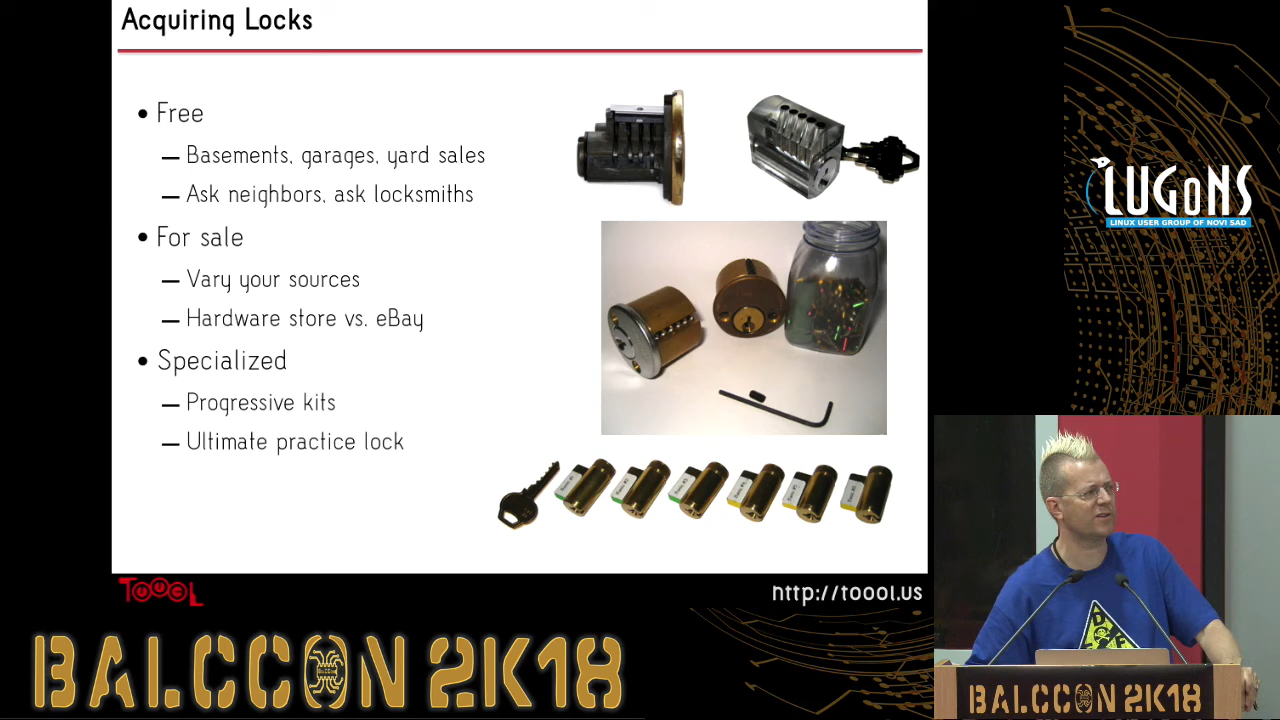 Acquiring Locks
• Free
— Basements, garages, yard sales
— Ask neighbors, ask locksmiths
• For sale
— Vary your sources
— Hardware store vs. eBay
• Specialized
— Progressive kits
— Ultimate practice lock
TOOOL
http://toool.us
LUGoNS
LINUX USER GROUP OF NOVI SAD
BALCCON 2K18
BALCCON 2K18